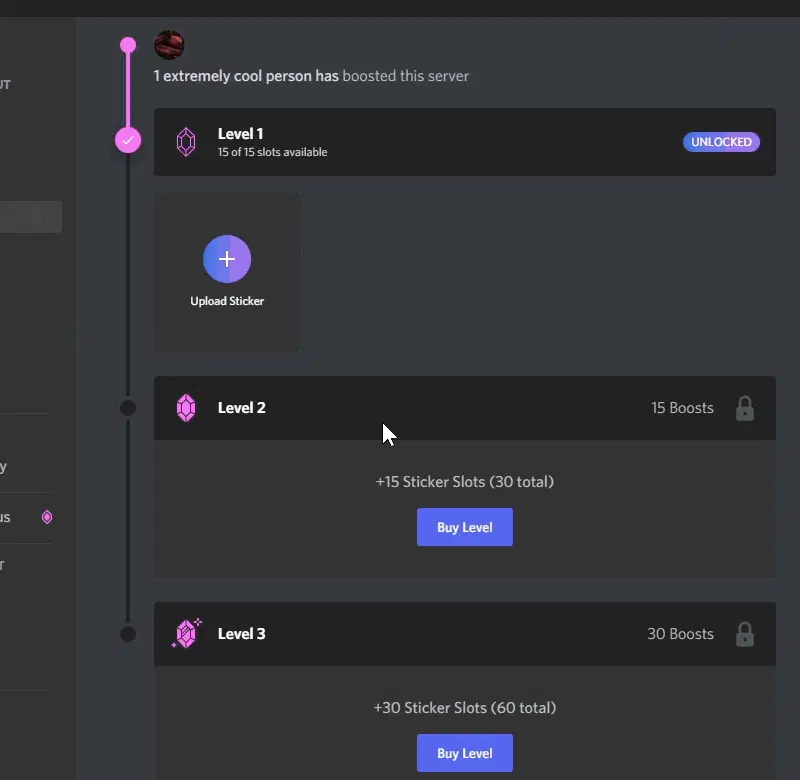 1 extremely cool person has boosted this server
Level 1
15 of 15 slots available
UNLOCKED
Upload Sticker
Level 2
15 Boosts
+15 Sticker Slots (30 total)
Buy Level
Level 3
30 Boosts
+30 Sticker Slots (60 total)
Buy Level